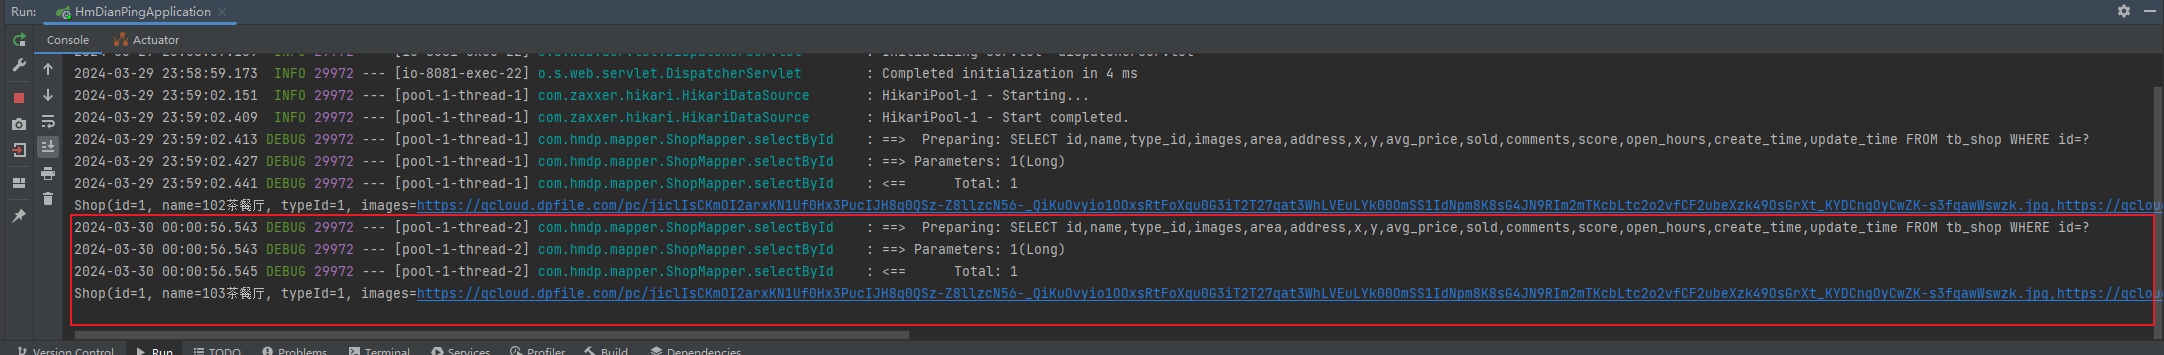 Run: HmDianPingApplication
Console Actuator
2024-03-29 23:58:59.173 INFO 29972 --- [io-8081-exec-22] o.s.web.servlet.DispatcherServlet : Completed initialization in 4 ms
2024-03-29 23:59:02.151 INFO 29972 --- [pool-1-thread-1] com.zaxxer.hikari.HikariDataSource : HikariPool-1 - Starting...
2024-03-29 23:59:02.409 INFO 29972 --- [pool-1-thread-1] com.zaxxer.hikari.HikariDataSource : HikariPool-1 - Start completed.
2024-03-29 23:59:02.413 DEBUG 29972 --- [pool-1-thread-1] com.hmdp.mapper.ShopMapper.selectById : ==> Preparing: SELECT id,name,type_id,images,area,address,x,y,avg_price,sold,comments,score,open_hours,create_time,update_time FROM tb_shop WHERE id=?
2024-03-29 23:59:02.427 DEBUG 29972 --- [pool-1-thread-1] com.hmdp.mapper.ShopMapper.selectById : ==> Parameters: 1(Long)
2024-03-29 23:59:02.441 DEBUG 29972 --- [pool-1-thread-1] com.hmdp.mapper.ShopMapper.selectById : <== Total: 1
Shop(id=1, name=102茶餐厅, typeId=1, images=https://qcloud.dpfile.com/pc/
2024-03-30 00:00:56.543 DEBUG 29972 --- [pool-1-thread-2] com.hmdp.mapper.ShopMapper.selectById : ==> Preparing: SELECT id,name,type_id,images,area,address,x,y,avg_price,sold,comments,score,open_hours,create_time,update_time FROM tb_shop WHERE id=?
2024-03-30 00:00:56.543 DEBUG 29972 --- [pool-1-thread-2] com.hmdp.mapper.ShopMapper.selectById : ==> Parameters: 1(Long)
2024-03-30 00:00:56.545 DEBUG 29972 --- [pool-1-thread-2] com.hmdp.mapper.ShopMapper.selectById : <== Total: 1
Shop(id=1, name=103茶餐厅, typeId=1, images=https://qcloud.dpfile.com/pc/
Version Control Run TODO Problems Terminal Services Profiler Build Dependencies